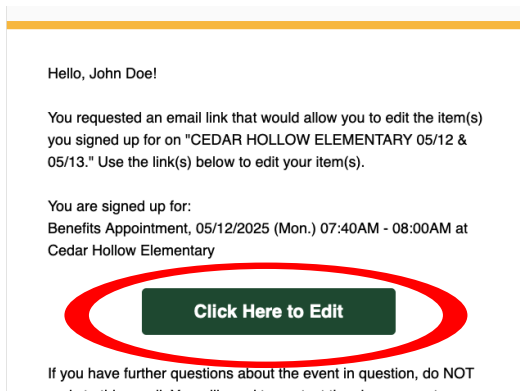 Hello, John Doe!
You requested an email link that would allow you to edit the item(s)
you signed up for on "CEDAR HOLLOW ELEMENTARY 05/12 &
05/13." Use the link(s) below to edit your item(s).
You are signed up for:
Benefits Appointment, 05/12/2025 (Mon.) 07:40AM - 08:00AM at
Cedar Hollow Elementary
Click Here to Edit
If you have further questions about the event in question, do NOT